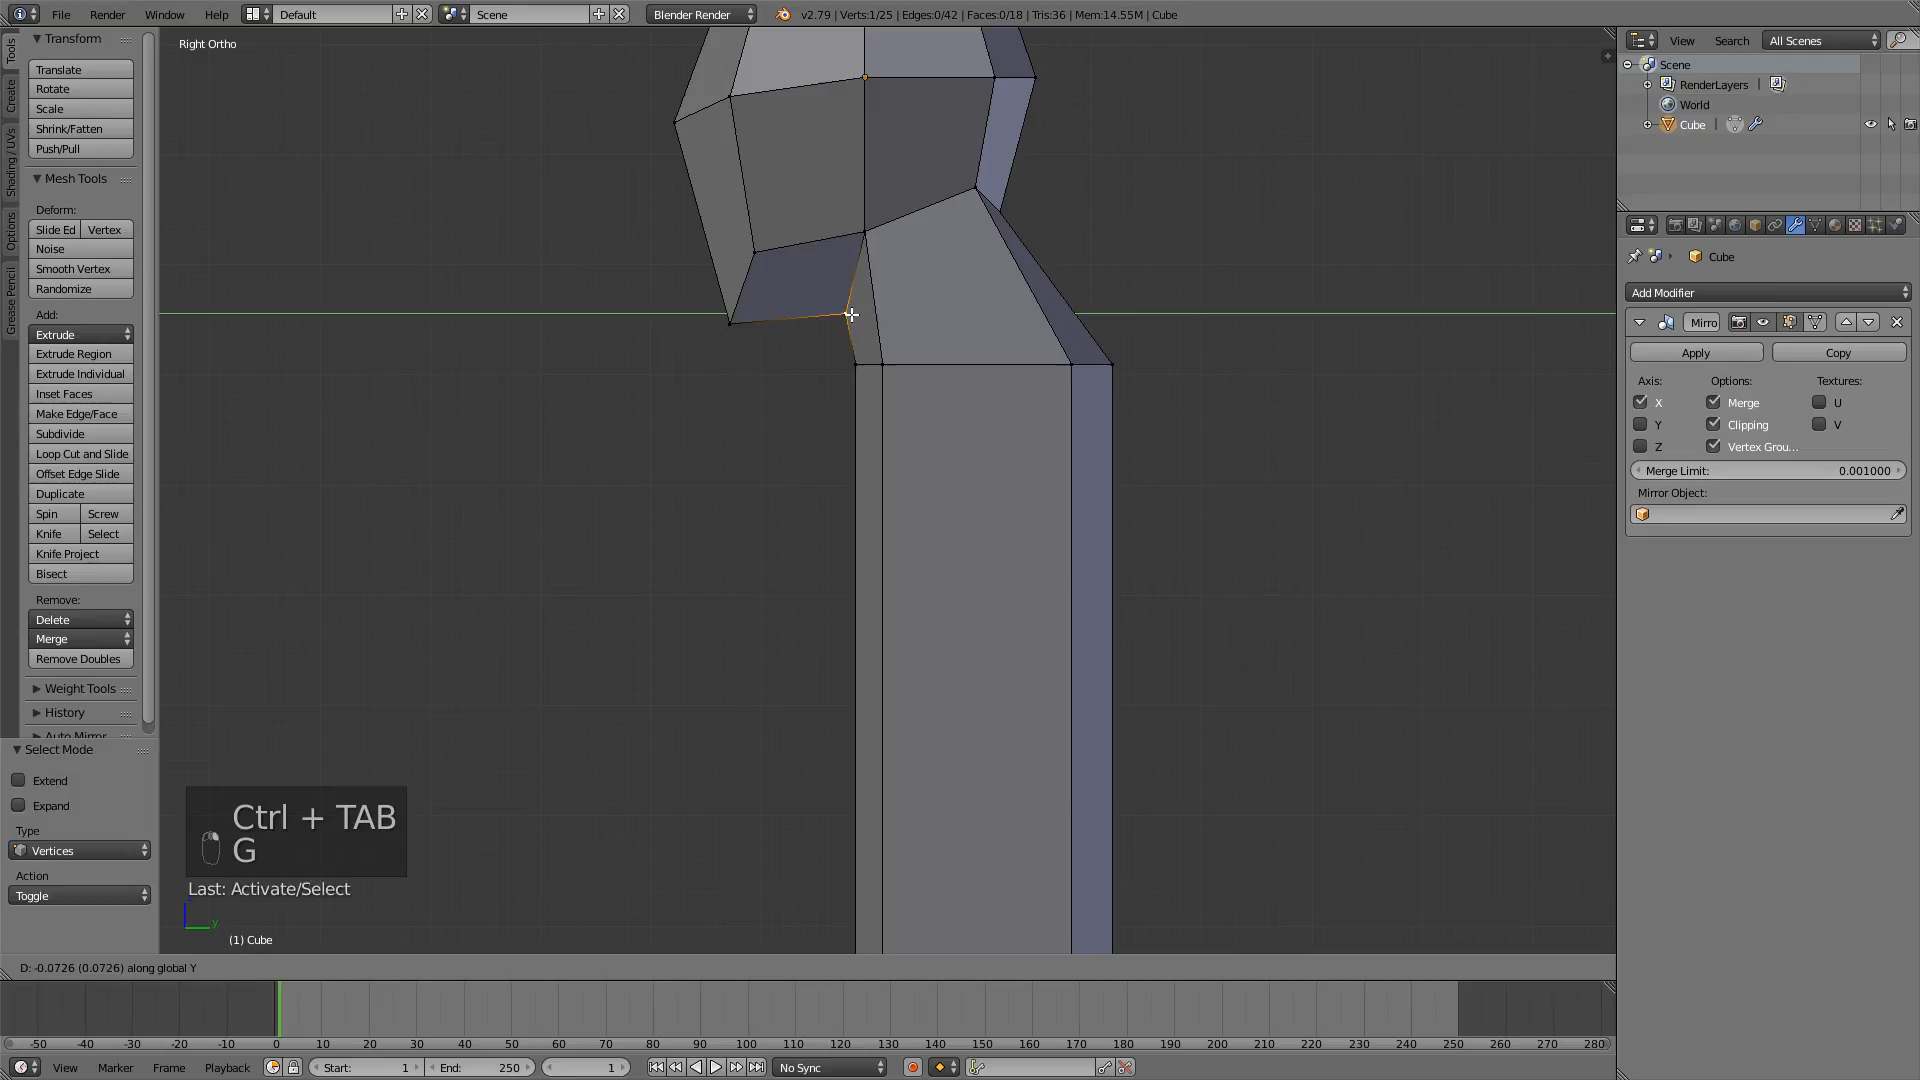 File Render Window Help Default Scene Blender Render v2.79 | Verts:1/25 | Edges:0/42 | Faces:0/18 | Tris:36 | Mem:14.55M | Cube
Tools
Create
Shading / UVs
Options
Grease Pencil
Transform
Translate
Rotate
Scale
Shrink/Fatten
Push/Pull
Mesh Tools
Deform:
Slide Ed Vertex
Noise
Smooth Vertex
Randomize
Add:
Extrude
Extrude Region
Extrude Individual
Inset Faces
Make Edge/Face
Subdivide
Loop Cut and Slide
Offset Edge Slide
Duplicate
Spin Screw
Knife Select
Knife Project
Bisect
Remove:
Delete
Merge
Remove Doubles
Weight Tools
History
Auto Mirror
Select Mode
Extend
Expand
Type
Vertices
Action
Toggle
Right Ortho
Ctrl + TAB
G
Last: Activate/Select
y
(1) Cube
D: -0.0726 (0.0726) along global Y
View Search All Scenes
Scene
RenderLayers |
World
Cube |
Cube
Add Modifier
Mirro
Apply Copy
Axis: Options: Textures:
X Merge U
Y Clipping V
Z Vertex Grou...
Merge Limit: 0.001000
Mirror Object:
-50 -40 -30 -20 -10 0 10 20 30 40 50 60 70 80 90 100 110 120 130 140 150 160 170 180 190 200 210 220 230 240 250 260 270 280
View Marker Frame Playback Start: 1 End: 250 1 No Sync